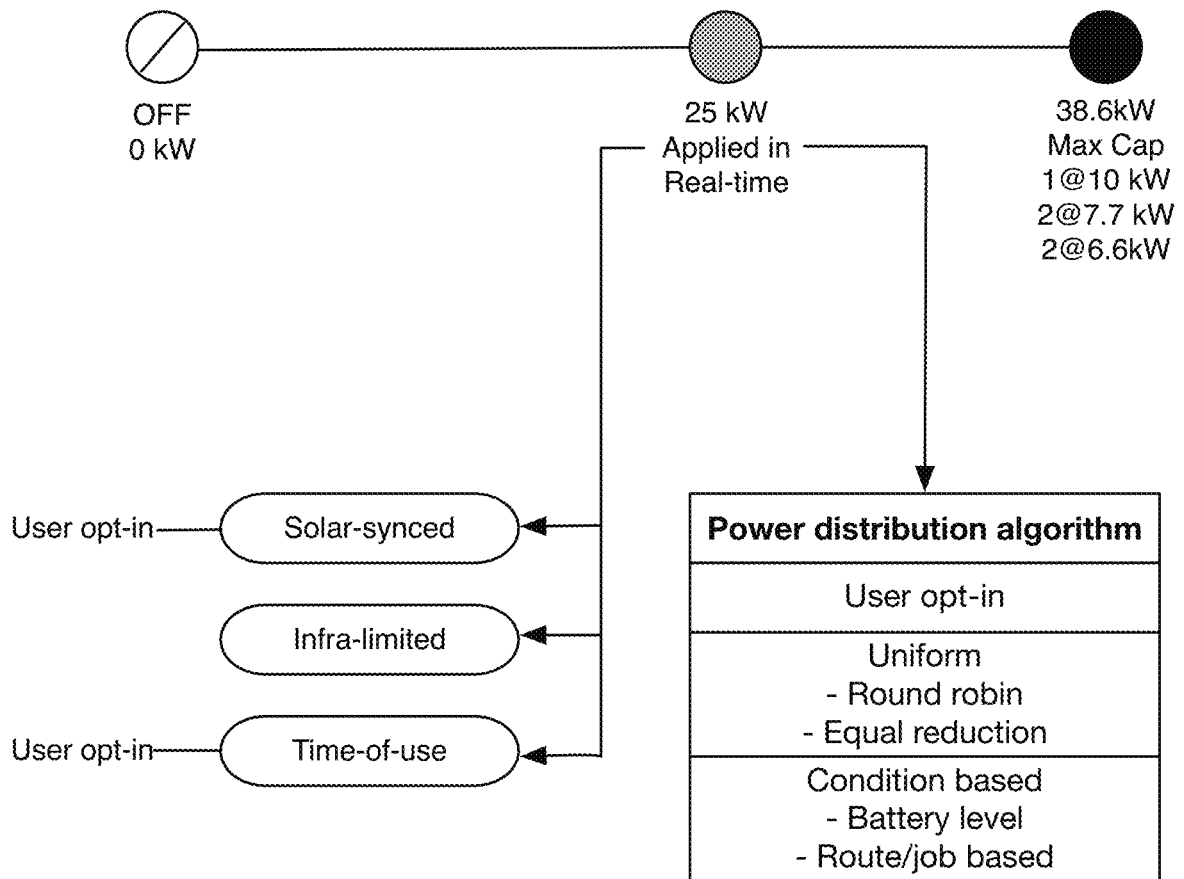 OFF
0 kW
25 kW
Applied in
Real-time
38.6kW
Max Cap
1@10 kW
2@7.7 kW
2@6.6kW
User opt-in
Solar-synced
Infra-limited
User opt-in
Time-of-use
Power distribution algorithm
User opt-in
Uniform
- Round robin
- Equal reduction
Condition based
- Battery level
- Route/job based